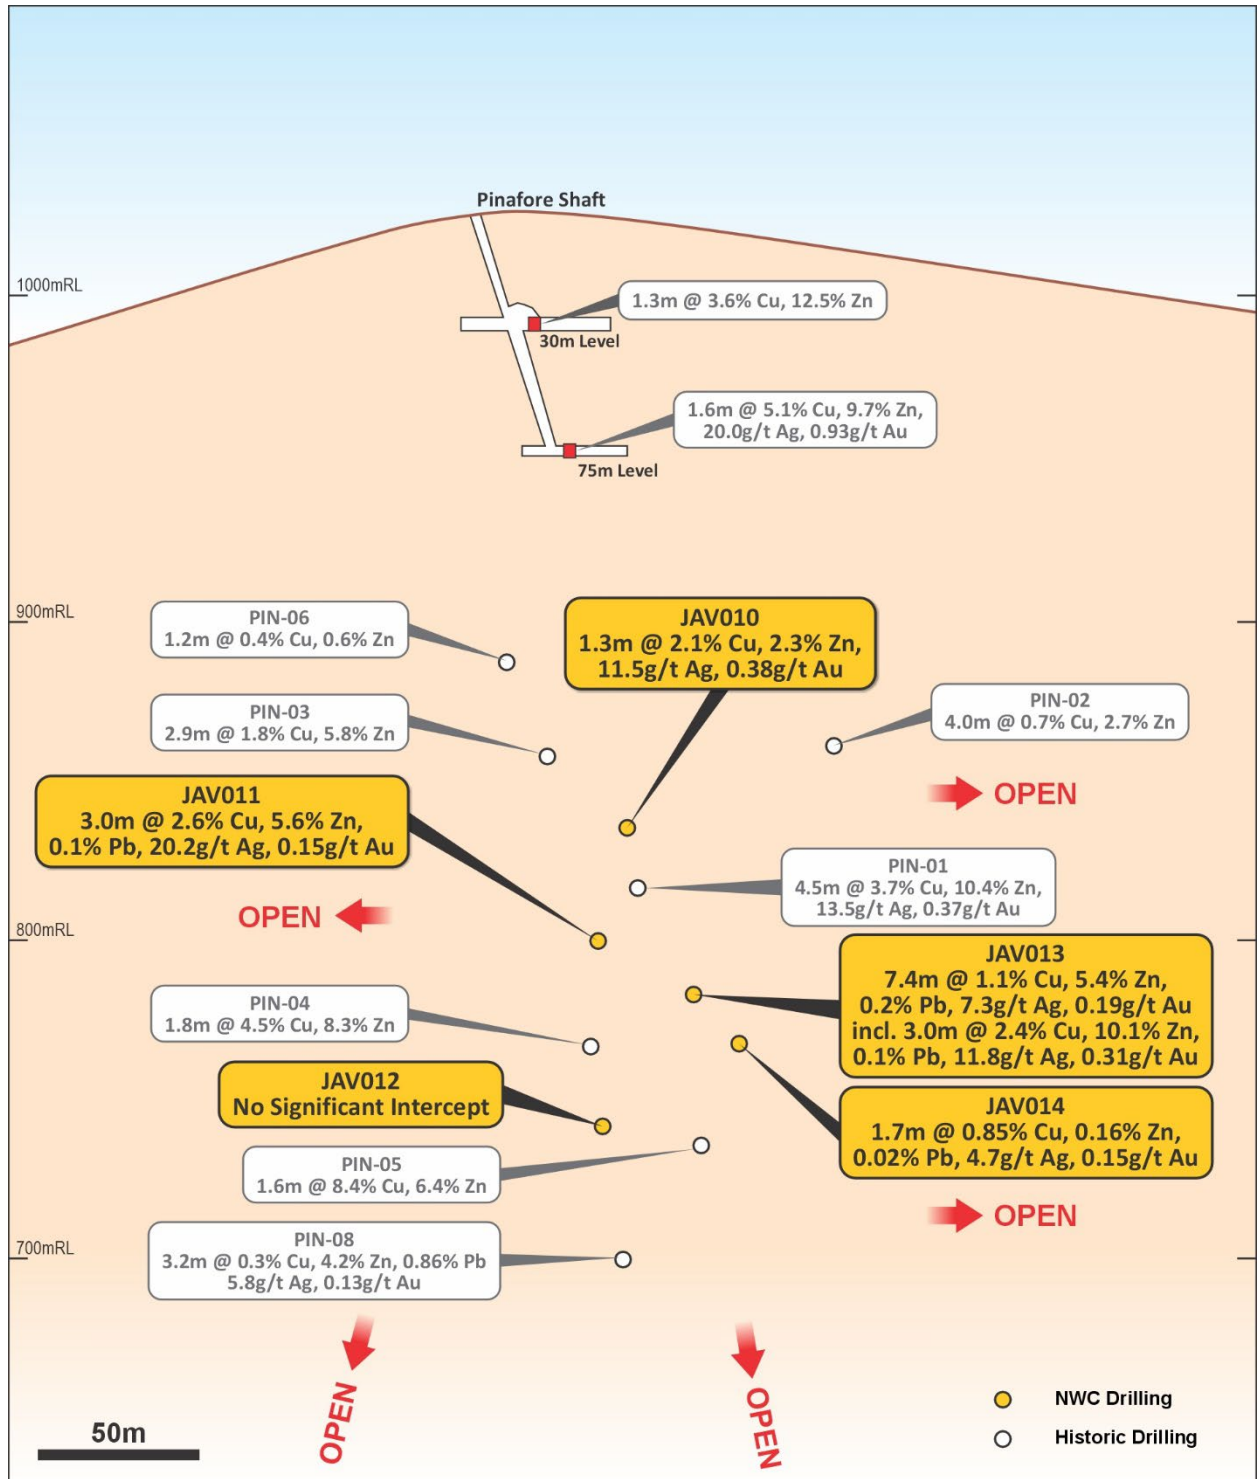 Pinafore Shaft
1000mRL
1.3m @ 3.6% Cu, 12.5% Zn
30m Level
1.6m @ 5.1% Cu, 9.7% Zn,
20.0g/t Ag, 0.93g/t Au
75m Level
900mRL
PIN-06
1.2m @ 0.4% Cu, 0.6% Zn
JAV010
1.3m @ 2.1% Cu, 2.3% Zn,
11.5g/t Ag, 0.38g/t Au
PIN-03
2.9m @ 1.8% Cu, 5.8% Zn
PIN-02
4.0m @ 0.7% Cu, 2.7% Zn
OPEN
JAV011
3.0m @ 2.6% Cu, 5.6% Zn,
0.1% Pb, 20.2g/t Ag, 0.15g/t Au
PIN-01
4.5m @ 3.7% Cu, 10.4% Zn,
13.5g/t Ag, 0.37g/t Au
OPEN
800mRL
JAV013
7.4m @ 1.1% Cu, 5.4% Zn,
0.2% Pb, 7.3g/t Ag, 0.19g/t Au
incl. 3.0m @ 2.4% Cu, 10.1% Zn,
0.1% Pb, 11.8g/t Ag, 0.31g/t Au
PIN-04
1.8m @ 4.5% Cu, 8.3% Zn
JAV012
No Significant Intercept
JAV014
1.7m @ 0.85% Cu, 0.16% Zn,
0.02% Pb, 4.7g/t Ag, 0.15g/t Au
PIN-05
1.6m @ 8.4% Cu, 6.4% Zn
OPEN
700mRL
PIN-08
3.2m @ 0.3% Cu, 4.2% Zn, 0.86% Pb
5.8g/t Ag, 0.13g/t Au
OPEN
OPEN
NWC Drilling
Historic Drilling
50m